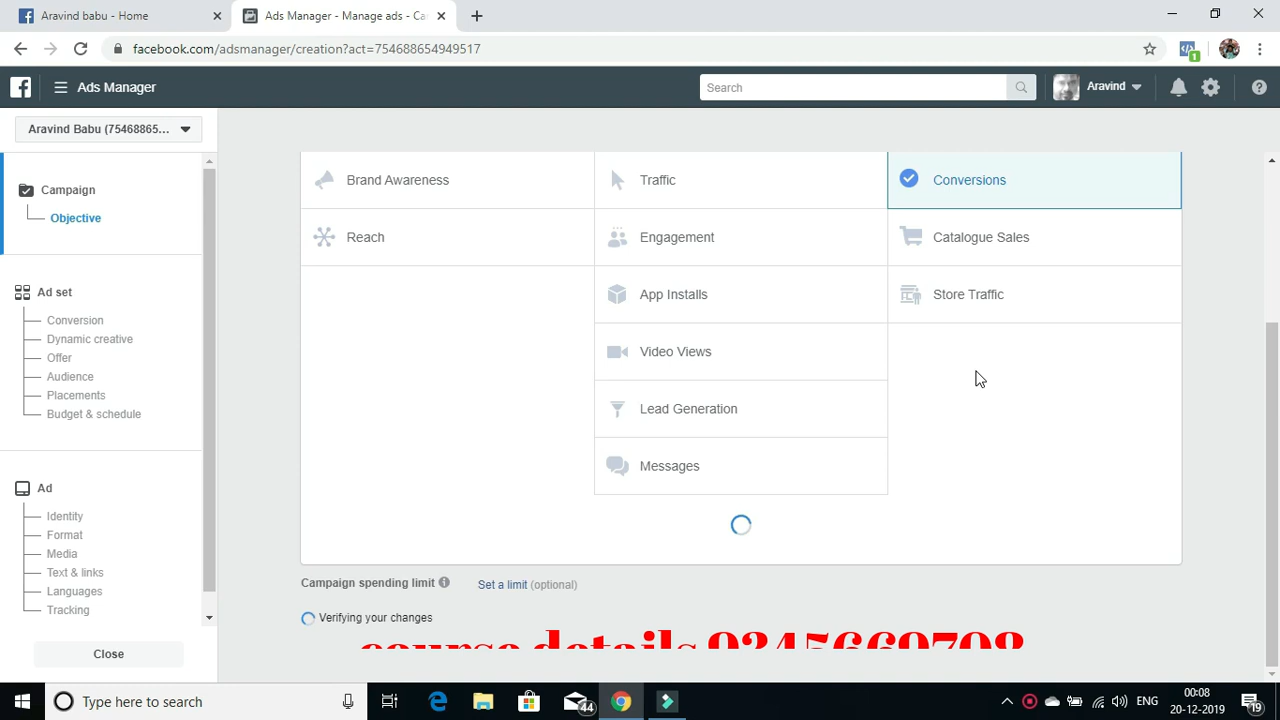 Aravind babu - Home
Ads Manager - Manage ads - Ca
facebook.com/adsmanager/creation?act=754688654949517
1
Ads Manager
Search
Aravind
Aravind Babu (75468865...
Campaign
Objective
Ad set
Conversion
Dynamic creative
Offer
Audience
Placements
Budget & schedule
Ad
Identity
Format
Media
Text & links
Languages
Tracking
Close
Brand Awareness
Traffic
Conversions
Reach
Engagement
Catalogue Sales
App Installs
Store Traffic
Video Views
Lead Generation
Messages
Campaign spending limit
Set a limit (optional)
Verifying your changes
course details 9345669798
Type here to search
44
ENG
00:08
20-12-2019
19